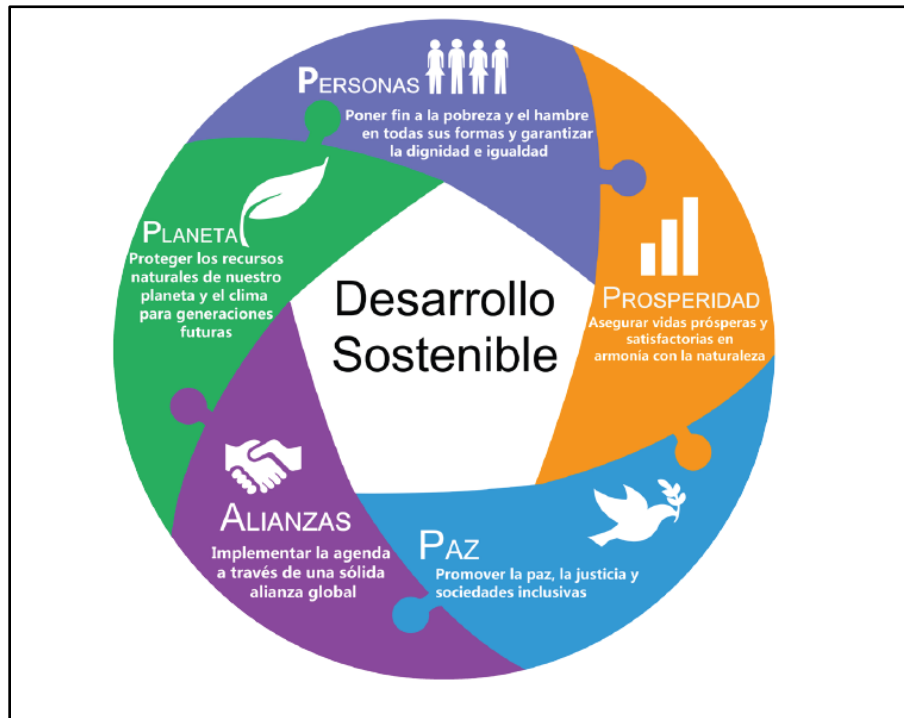 PERSONAS
Poner fin a la pobreza y el hambre
en todas sus formas y garantizar
la dignidad e igualdad
PROSPERIDAD
Asegurar vidas prósperas y
satisfactorias en
armonía con la naturaleza
PAZ
Promover la paz, la justicia y
sociedades inclusivas
ALIANZAS
Implementar la agenda
a través de una sólida
alianza global
PLANETA
Proteger los recursos
naturales de nuestro
planeta y el clima
para generaciones
futuras
Desarrollo
Sostenible